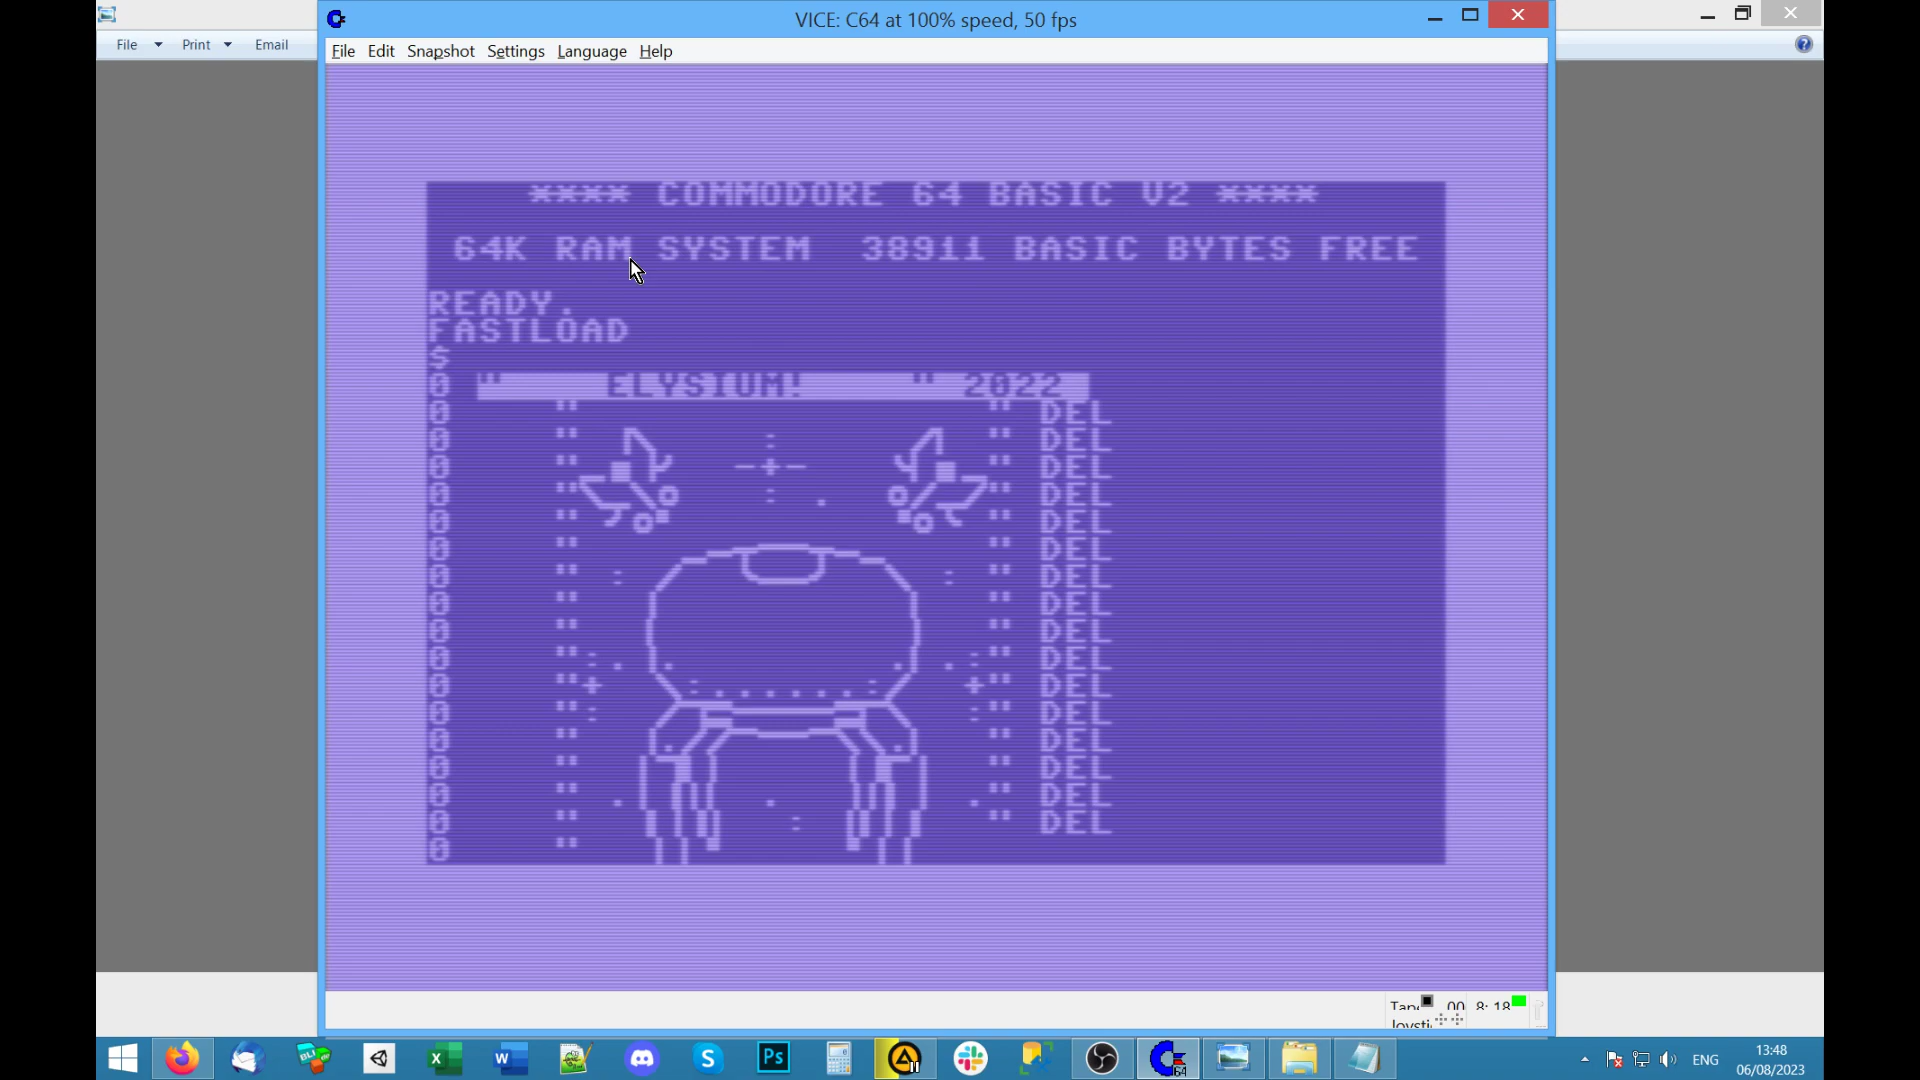 File Print Email
VICE: C64 at 100% speed, 50 fps
File Edit Snapshot Settings Language Help
**** COMMODORE 64 BASIC V2 ****
64K RAM SYSTEM 38911 BASIC BYTES FREE
READY.
FASTLOAD
$
0 " ELYSIUM! " 2022
0 " " DEL
0 " : " DEL
0 " -+- " DEL
0 " : . " DEL
0 " " DEL
0 " " DEL
0 " : : " DEL
0 " " DEL
0 " " DEL
0 ":. . . .:" DEL
0 "+ :......: +" DEL
0 ": :" DEL
0 " . . " DEL
0 " " DEL
0 " . . ." DEL
0 " : " DEL
0 "
8: 18
ENG
13:48
06/08/2023